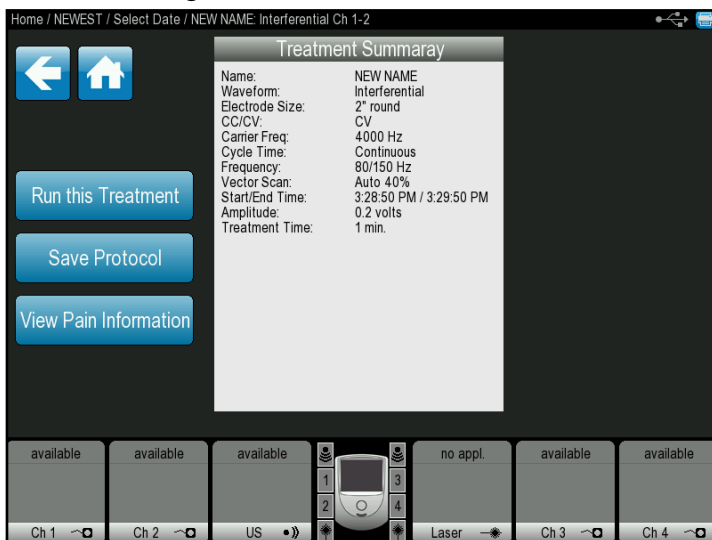 Home / NEWEST / Select Date / NEW NAME: Interferential Ch 1-2
Treatment Summaray
Name: NEW NAME
Waveform: Interferential
Electrode Size: 2" round
CC/CV: CV
Carrier Freq: 4000 Hz
Cycle Time: Continuous
Frequency: 80/150 Hz
Vector Scan: Auto 40%
Start/End Time: 3:28:50 PM / 3:29:50 PM
Amplitude: 0.2 volts
Treatment Time: 1 min.
Run this Treatment
Save Protocol
View Pain Information
available available available no appl. available available
1 3
2 4
Ch 1 Ch 2 US Laser Ch 3 Ch 4